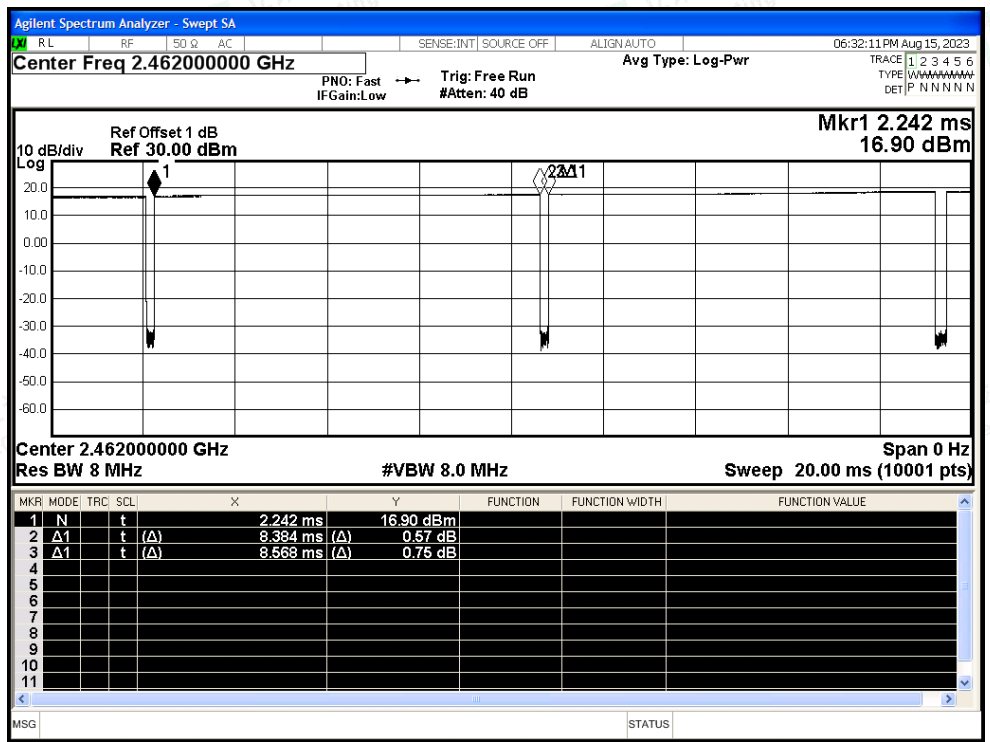 Agilent Spectrum Analyzer - Swept SA
LXI RL RF 50 Ω AC SENSE:INT SOURCE OFF ALIGNAUTO 06:32:11PM Aug 15, 2023
Center Freq 2.462000000 GHz Avg Type: Log-Pwr TRACE 1 2 3 4 5 6
PNO: Fast Trig: Free Run TYPE
IFGain:Low #Atten: 40 dB DET P N N N N N
Ref Offset 1 dB Mkr1 2.242 ms
10 dB/div Ref 30.00 dBm 16.90 dBm
Log
1
20.0
10.0
0.00
-10.0
-20.0
-30.0
-40.0
-50.0
-60.0
Center 2.462000000 GHz Span 0 Hz
Res BW 8 MHz #VBW 8.0 MHz Sweep 20.00 ms (10001 pts)
MKR MODE TRC SCL X Y FUNCTION FUNCTION WIDTH FUNCTION VALUE
1 N t 2.242 ms 16.90 dBm
2 Δ1 t (Δ) 8.384 ms (Δ) 0.57 dB
3 Δ1 t (Δ) 8.568 ms (Δ) 0.75 dB
4
5
6
7
8
9
10
11
MSG STATUS